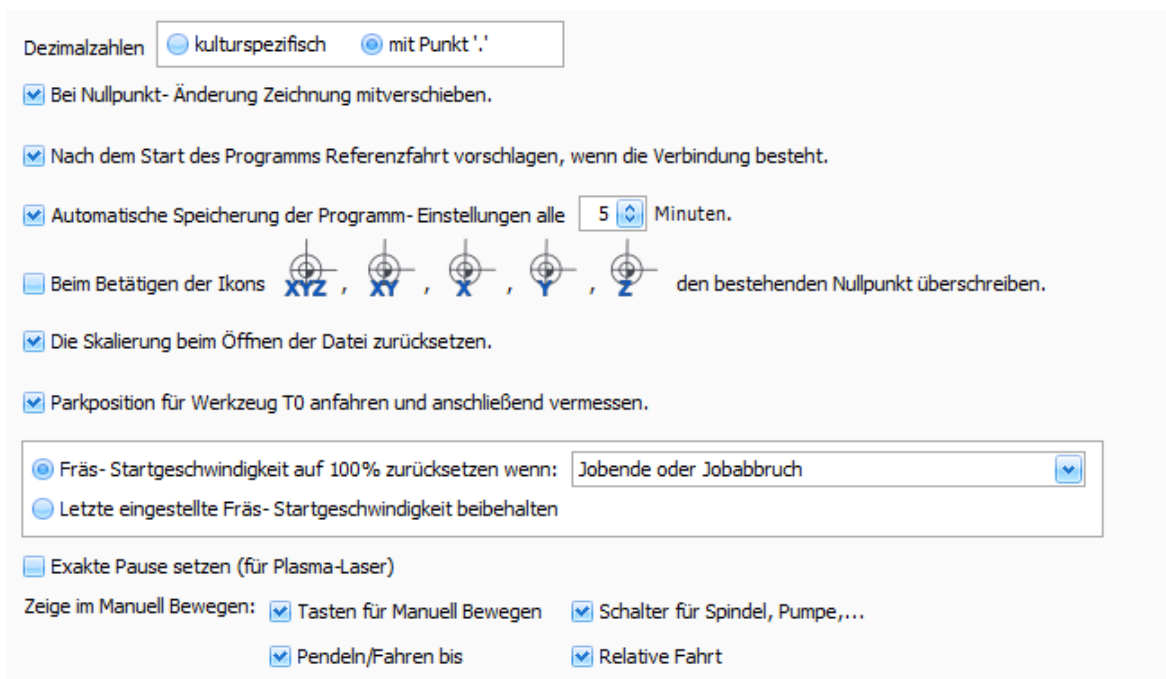 Dezimalzahlen kulturspezifisch mit Punkt '.'
Bei Nullpunkt- Änderung Zeichnung mitverschieben.
Nach dem Start des Programms Referenzfahrt vorschlagen, wenn die Verbindung besteht.
Automatische Speicherung der Programm- Einstellungen alle 5 Minuten.
Beim Betätigen der Ikons XYZ , XY , X , Y , Z den bestehenden Nullpunkt überschreiben.
Die Skalierung beim Öffnen der Datei zurücksetzen.
Parkposition für Werkzeug T0 anfahren und anschließend vermessen.
Fräs- Startgeschwindigkeit auf 100% zurücksetzen wenn: Jobende oder Jobabbruch
Letzte eingestellte Fräs- Startgeschwindigkeit beibehalten
Exakte Pause setzen (für Plasma-Laser)
Zeige im Manuell Bewegen: Tasten für Manuell Bewegen Schalter für Spindel, Pumpe,...
Pendeln/Fahren bis Relative Fahrt